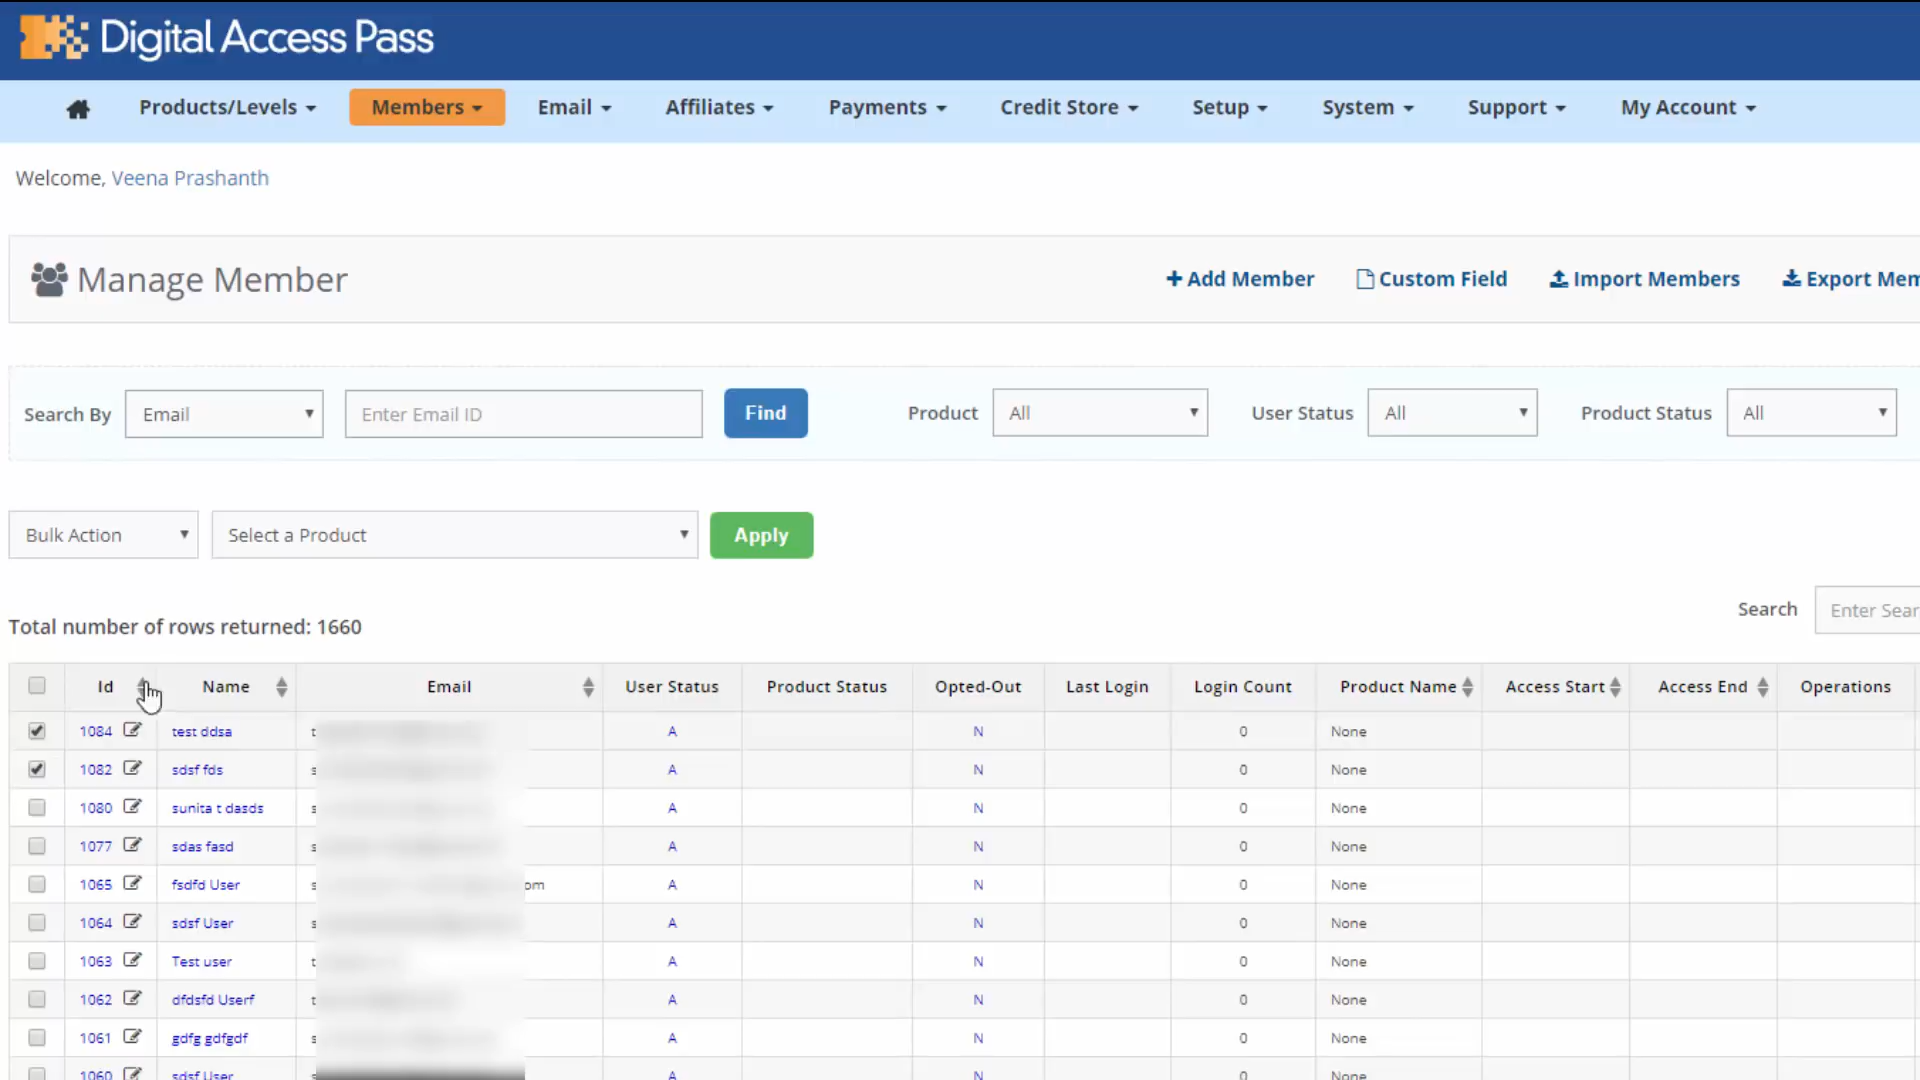 Digital Access Pass
Products/Levels Members Email Affiliates Payments Credit Store Setup System Support My Account
Welcome, Veena Prashanth
Manage Member
Add Member Custom Field Import Members Export Mem
Search By Email Enter Email ID Find Product All User Status All Product Status All
Bulk Action Select a Product Apply
Search Enter Sear
Total number of rows returned: 1660
Id Name Email User Status Product Status Opted-Out Last Login Login Count Product Name Access Start Access End Operations
1084 test ddsa t A N 0 None
1082 sdsf fds s A N 0 None
1080 sunita t dasds s A N 0 None
1077 sdas fasd s A N 0 None
1065 fsdfd User s om A N 0 None
1064 sdsf User s A N 0 None
1063 Test user t A N 0 None
1062 dfdsfd Userf t A N 0 None
1061 gdfg gdfgdf s A N 0 None
1060 sdsf User s A N 0 None